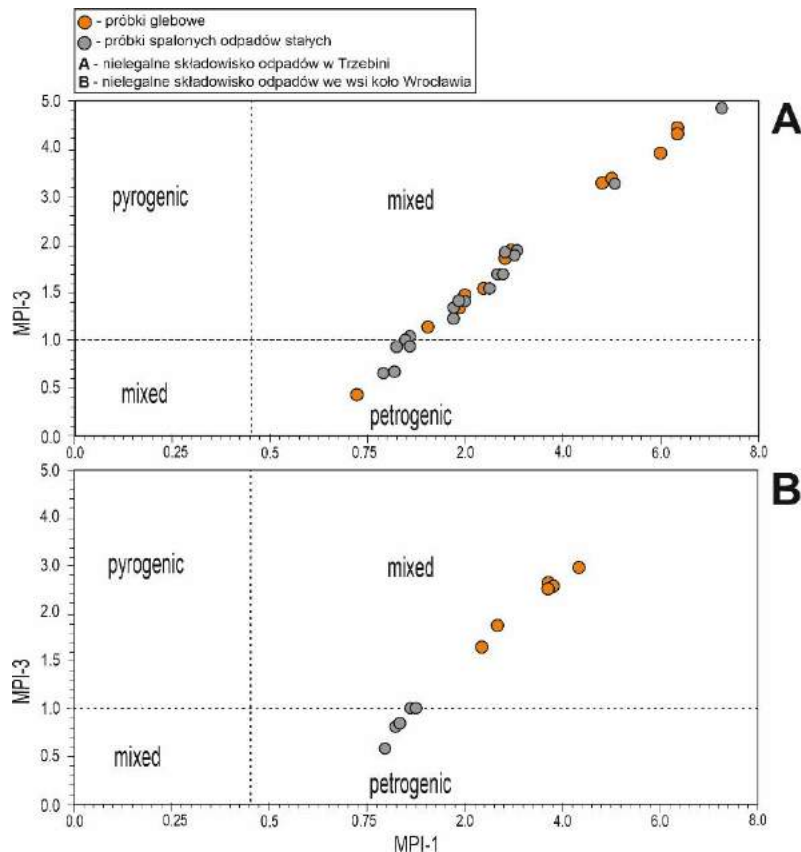 - próbki glebowe
- próbki spalonych odpadów stałych
A - nielegalne składowisko odpadów w Trzebini
B - nielegalne składowisko odpadów we wsi koło Wrocławia
A
5.0
4.0
3.0
2.0
1.5
1.0
0.5
0.0
MPI-3
pyrogenic
mixed
mixed
petrogenic
0.0
0.25
0.5
0.75
2.0
4.0
6.0
8.0
B
5.0
4.0
3.0
2.0
1.5
1.0
0.5
0.0
MPI-3
pyrogenic
mixed
mixed
petrogenic
0.0
0.25
0.5
0.75
2.0
4.0
6.0
8.0
MPI-1